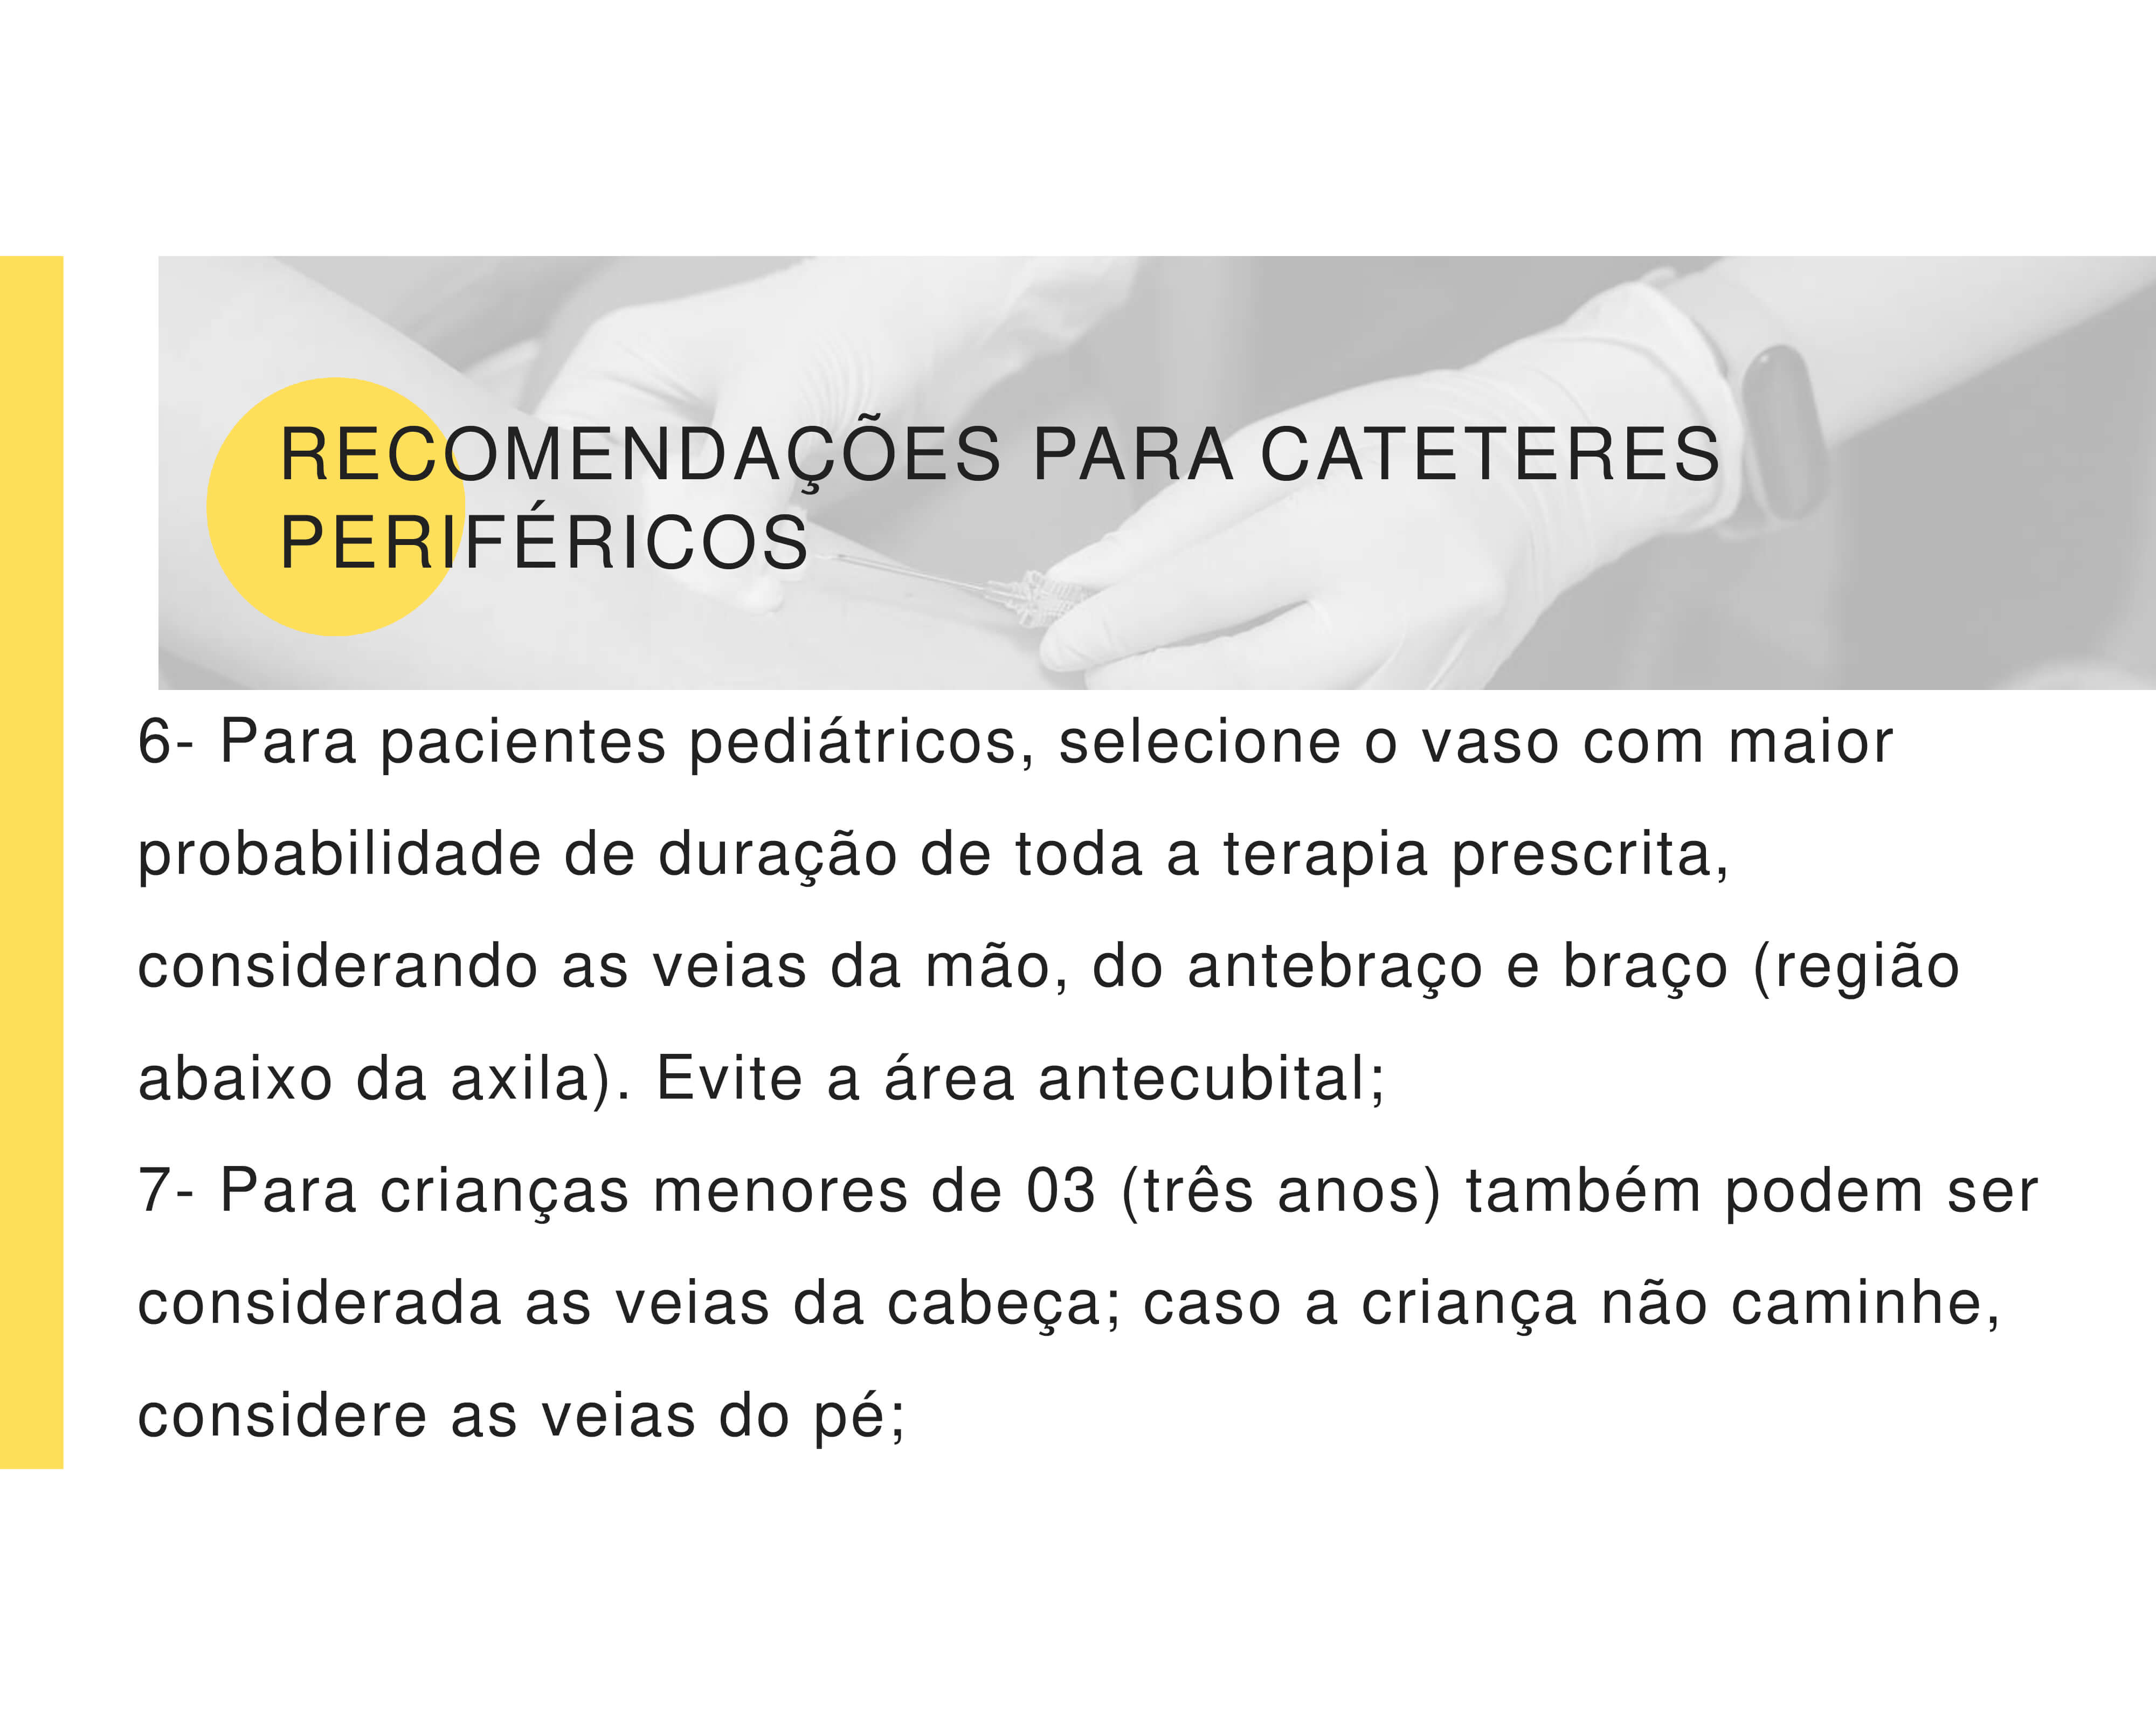 RECOMENDAÇÕES PARA CATETERES
PERIFÉRICOS
6- Para pacientes pediátricos, selecione o vaso com maior
probabilidade de duração de toda a terapia prescrita,
considerando as veias da mão, do antebraço e braço (região
abaixo da axila). Evite a área antecubital;
7- Para crianças menores de 03 (três anos) também podem ser
considerada as veias da cabeça; caso a criança não caminhe,
considere as veias do pé;